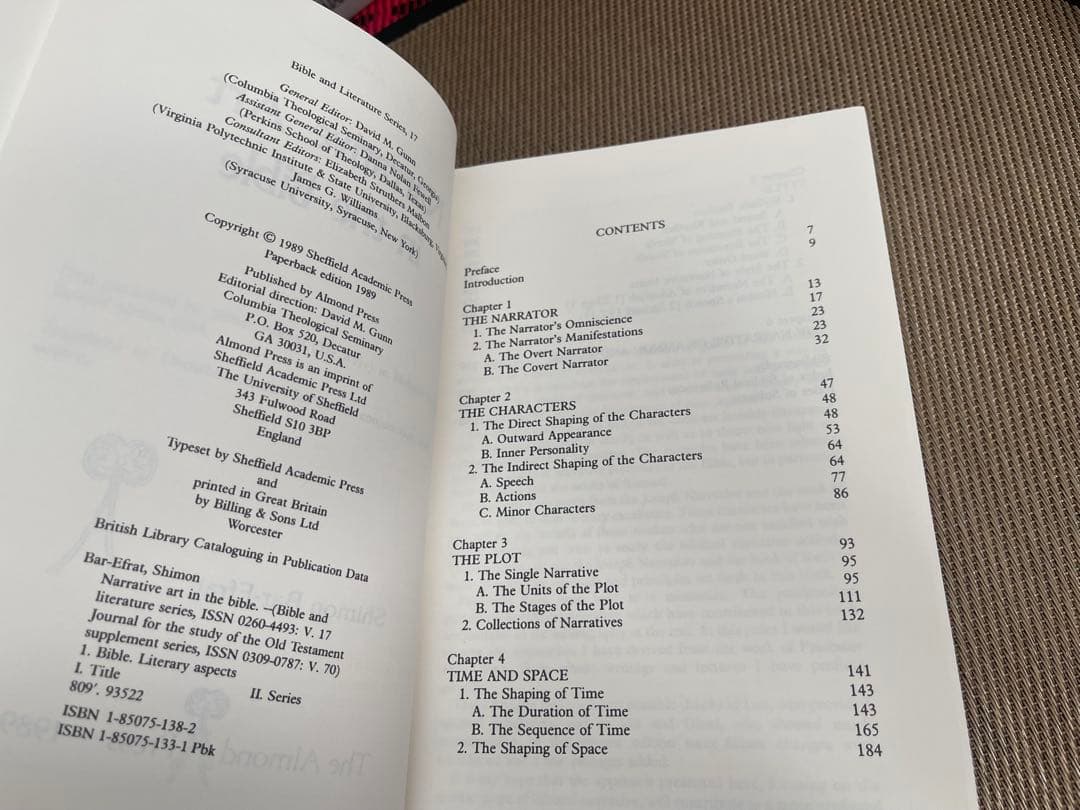 Bible and Literature Series, 17
General Editor: David M. Gunn
(Columbia Theological Seminary, Decatur, Georgia)
Assistant General Editor: Danna Nolan Fewell
(Perkins School of Theology, Dallas, Texas)
Consultant Editors: Elizabeth Struthers Malbon
(Virginia Polytechnic Institute & State University, Blacksburg,
James G. Williams
(Syracuse University, Syracuse, New York)
Copyright © 1989 Sheffield Academic Press
Paperback edition 1989
Published by Almond Press
Editorial direction: David M. Gunn
Columbia Theological Seminary
P.O. Box 520, Decatur
GA 30031, U.S.A.
Almond Press is an imprint of
Sheffield Academic Press Ltd
The University of Sheffield
343 Fulwood Road
Sheffield S10 3BP
England
Typeset by Sheffield Academic Press
and
printed in Great Britain
by Billing & Sons Ltd
Worcester
British Library Cataloguing in Publication Data
Bar-Efrat, Shimon
Narrative art in the bible. –(Bible and
literature series, ISSN 0260-4493: V. 17
Journal for the study of the Old Testament
supplement series, ISSN 0309-0787: V. 70)
1. Bible. Literary aspects
I. Title II. Series
809'. 93522
ISBN 1-85075-138-2
ISBN 1-85075-133-1 Pbk
CONTENTS
Preface 7
Introduction 9
Chapter 1
THE NARRATOR 13
1. The Narrator's Omniscience 17
2. The Narrator's Manifestations 23
A. The Overt Narrator 23
B. The Covert Narrator 32
Chapter 2
THE CHARACTERS 47
1. The Direct Shaping of the Characters 48
A. Outward Appearance 48
B. Inner Personality 53
2. The Indirect Shaping of the Characters 64
A. Speech 64
B. Actions 77
C. Minor Characters 86
Chapter 3
THE PLOT 93
1. The Single Narrative 95
A. The Units of the Plot 95
B. The Stages of the Plot 111
2. Collections of Narratives 132
Chapter 4
TIME AND SPACE 141
1. The Shaping of Time 143
A. The Duration of Time 143
B. The Sequence of Time 165
2. The Shaping of Space 184